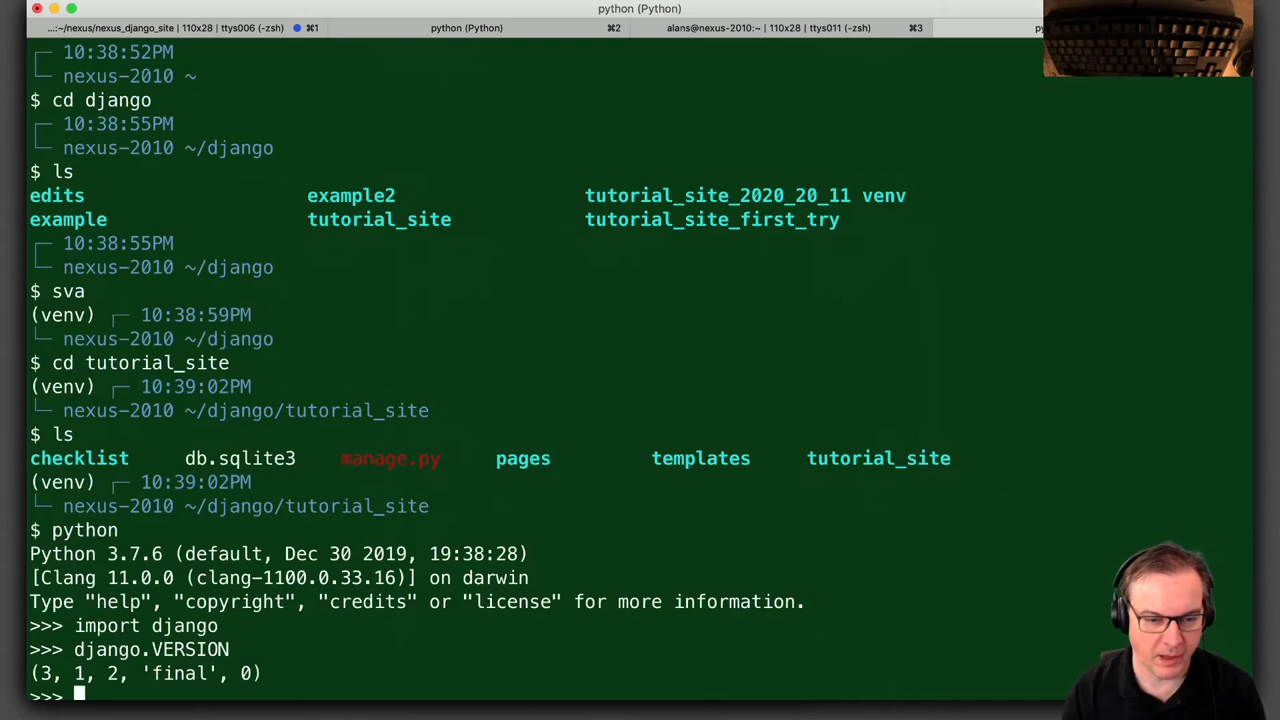 python (Python)
...:~/nexus/nexus_django_site | 110x28 | ttys006 (-zsh) ⌘1 python (Python) ⌘2 alans@nexus-2010:~ | 110x28 | ttys011 (-zsh) ⌘3
10:38:52PM
nexus-2010 ~
$ cd django
10:38:55PM
nexus-2010 ~/django
$ ls
edits example2 tutorial_site_2020_20_11 venv
example tutorial_site tutorial_site_first_try
10:38:55PM
nexus-2010 ~/django
$ sva
(venv) 10:38:59PM
nexus-2010 ~/django
$ cd tutorial_site
(venv) 10:39:02PM
nexus-2010 ~/django/tutorial_site
$ ls
checklist db.sqlite3 manage.py pages templates tutorial_site
(venv) 10:39:02PM
nexus-2010 ~/django/tutorial_site
$ python
Python 3.7.6 (default, Dec 30 2019, 19:38:28)
[Clang 11.0.0 (clang-1100.0.33.16)] on darwin
Type "help", "copyright", "credits" or "license" for more information.
>>> import django
>>> django.VERSION
(3, 1, 2, 'final', 0)
>>>